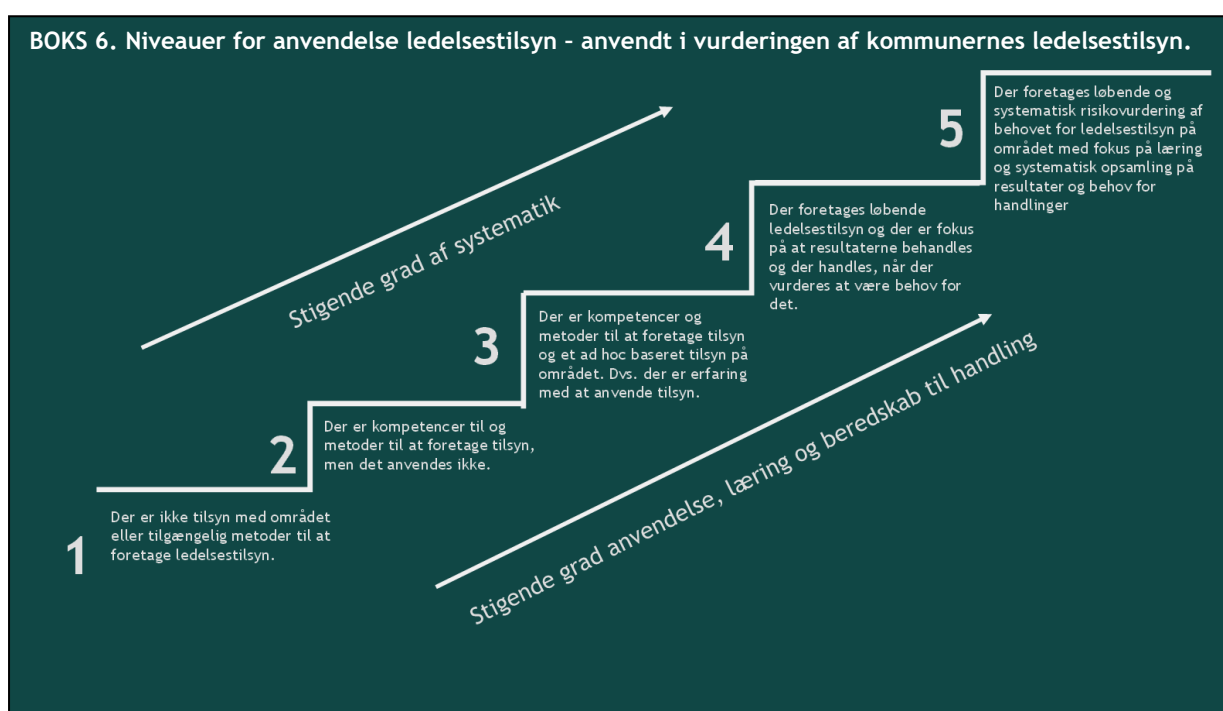 BOKS 6. Niveauer for anvendelse ledelsestilsyn – anvendt i vurderingen af kommunernes ledelsestilsyn.
Stigende grad af systematik
1
Der er ikke tilsyn med området
eller tilgængelig metoder til at
foretage ledelsestilsyn.
2
Der er kompetencer til og
metoder til at foretage tilsyn,
men det anvendes ikke.
3
Der er kompetencer og
metoder til at foretage tilsyn
og et ad hoc baseret tilsyn på
området. Dvs. der er erfaring
med at anvende tilsyn.
4
Der foretages løbende
ledelsestilsyn og der er fokus
på at resultaterne behandles
og der handles, når der
vurderes at være behov for
det.
5
Der foretages løbende og
systematisk risikovurdering af
behovet for ledelsestilsyn på
området med fokus på læring
og systematisk opsamling på
resultater og behov for
handlinger
Stigende grad anvendelse, læring og beredskab til handling